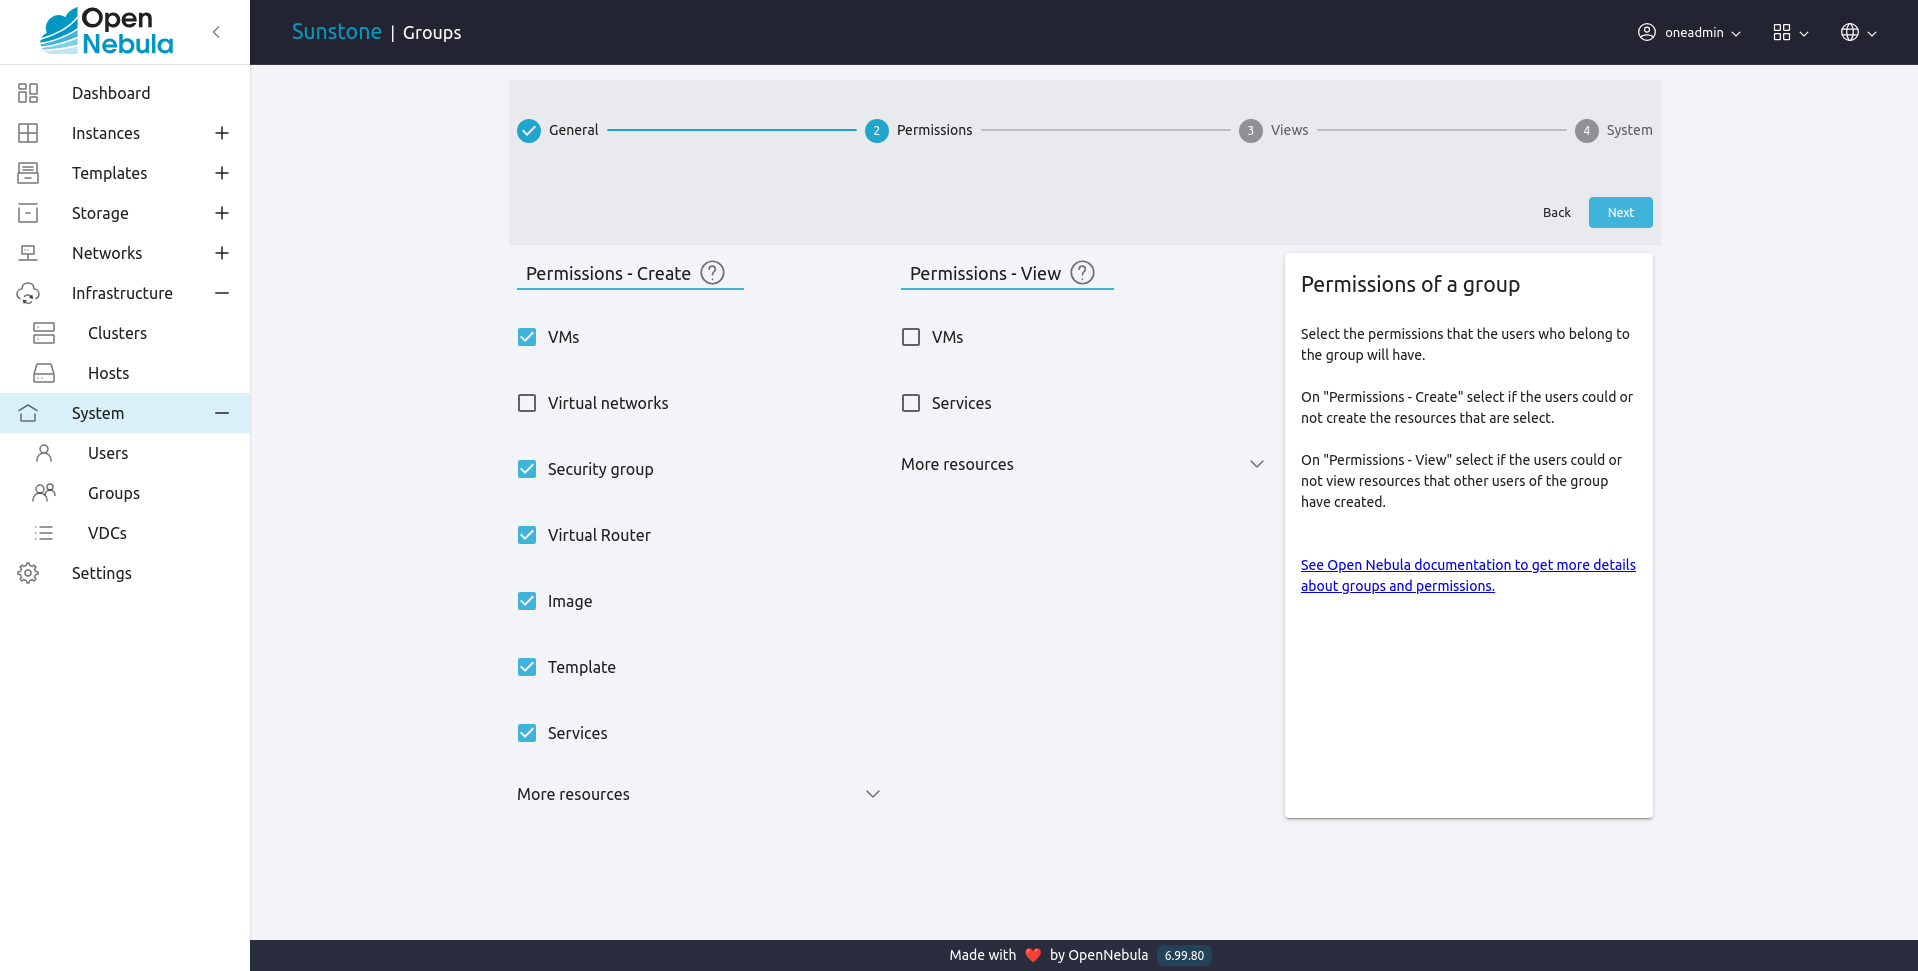 Open
Nebula
Sunstone | Groups
oneadmin
Dashboard
Instances
Templates
Storage
Networks
Infrastructure
Clusters
Hosts
System
Users
Groups
VDCs
Settings
General
2 Permissions
3 Views
4 System
Back
Next
Permissions - Create ?
VMs
Virtual networks
Security group
Virtual Router
Image
Template
Services
More resources
Permissions - View ?
VMs
Services
More resources
Permissions of a group
Select the permissions that the users who belong to
the group will have.
On "Permissions - Create" select if the users could or
not create the resources that are select.
On "Permissions - View" select if the users could or
not view resources that other users of the group
have created.
See Open Nebula documentation to get more details
about groups and permissions.
Made with ❤️ by OpenNebula 6.99.80